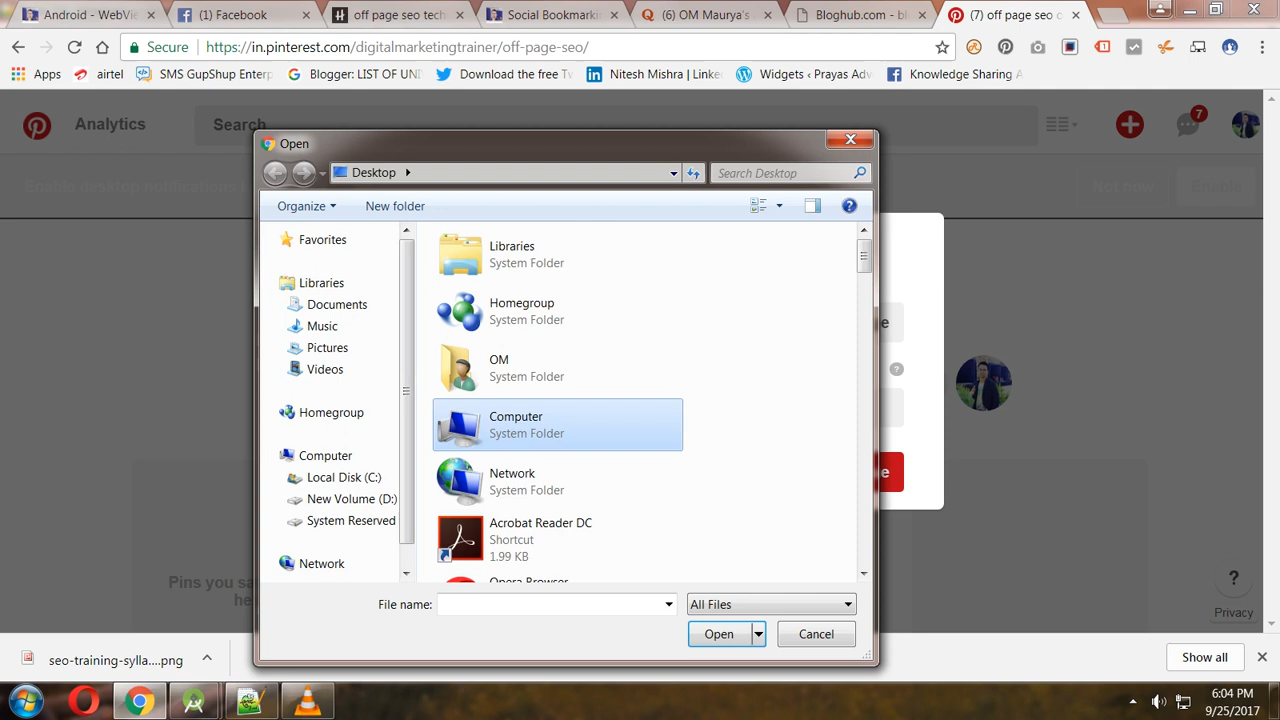 Android - WebVie
(1) Facebook
off page seo tech
Social Bookmarki
(6) OM Maurya's
Bloghub.com - bl
(7) off page seo o
Secure
https://in.pinterest.com/digitalmarketingtrainer/off-page-seo/
Apps
airtel
SMS GupShup Enterp
Blogger: LIST OF UND
Download the free Tw
Nitesh Mishra | Linke
Widgets ‹ Prayas Adv
Knowledge Sharing A
Analytics
Search
7
Enable desktop notifications
Not now
Enable
Open
Desktop
Search Desktop
Organize
New folder
Favorites
Libraries
Documents
Music
Pictures
Videos
Homegroup
Computer
Local Disk (C:)
New Volume (D:)
System Reserved
Network
Libraries
System Folder
Homegroup
System Folder
OM
System Folder
Computer
System Folder
Network
System Folder
Acrobat Reader DC
Shortcut
1.99 KB
Opera Browser
e
?
e
Pins you sa
he
File name:
All Files
Open
Cancel
?
Privacy
seo-training-sylla....png
Show all
6:04 PM
9/25/2017